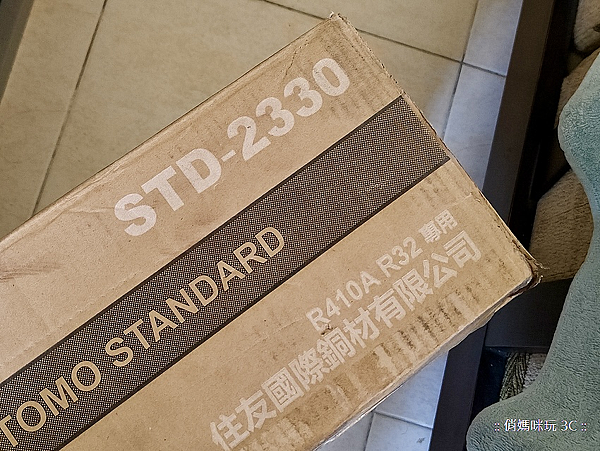 STD-2330
TOMO STANDARD
R410A R32 專用
住友國際銅材有限公司
:: 俏媽咪玩 3C ::